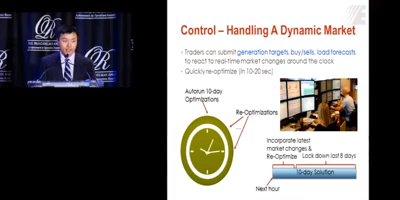 Control – Handling A Dynamic Market
- Traders can submit generation targets, buy/sells, load forecasts
to react to real-time market changes around the clock
- Quickly re-optimize (in 10-20 sec)
Autorun 10-day
Optimizations
Re-Optimizations
Incorporate latest
market changes &
Re-Optimize
Lock down last 8 days
10-day Solution
Next hour